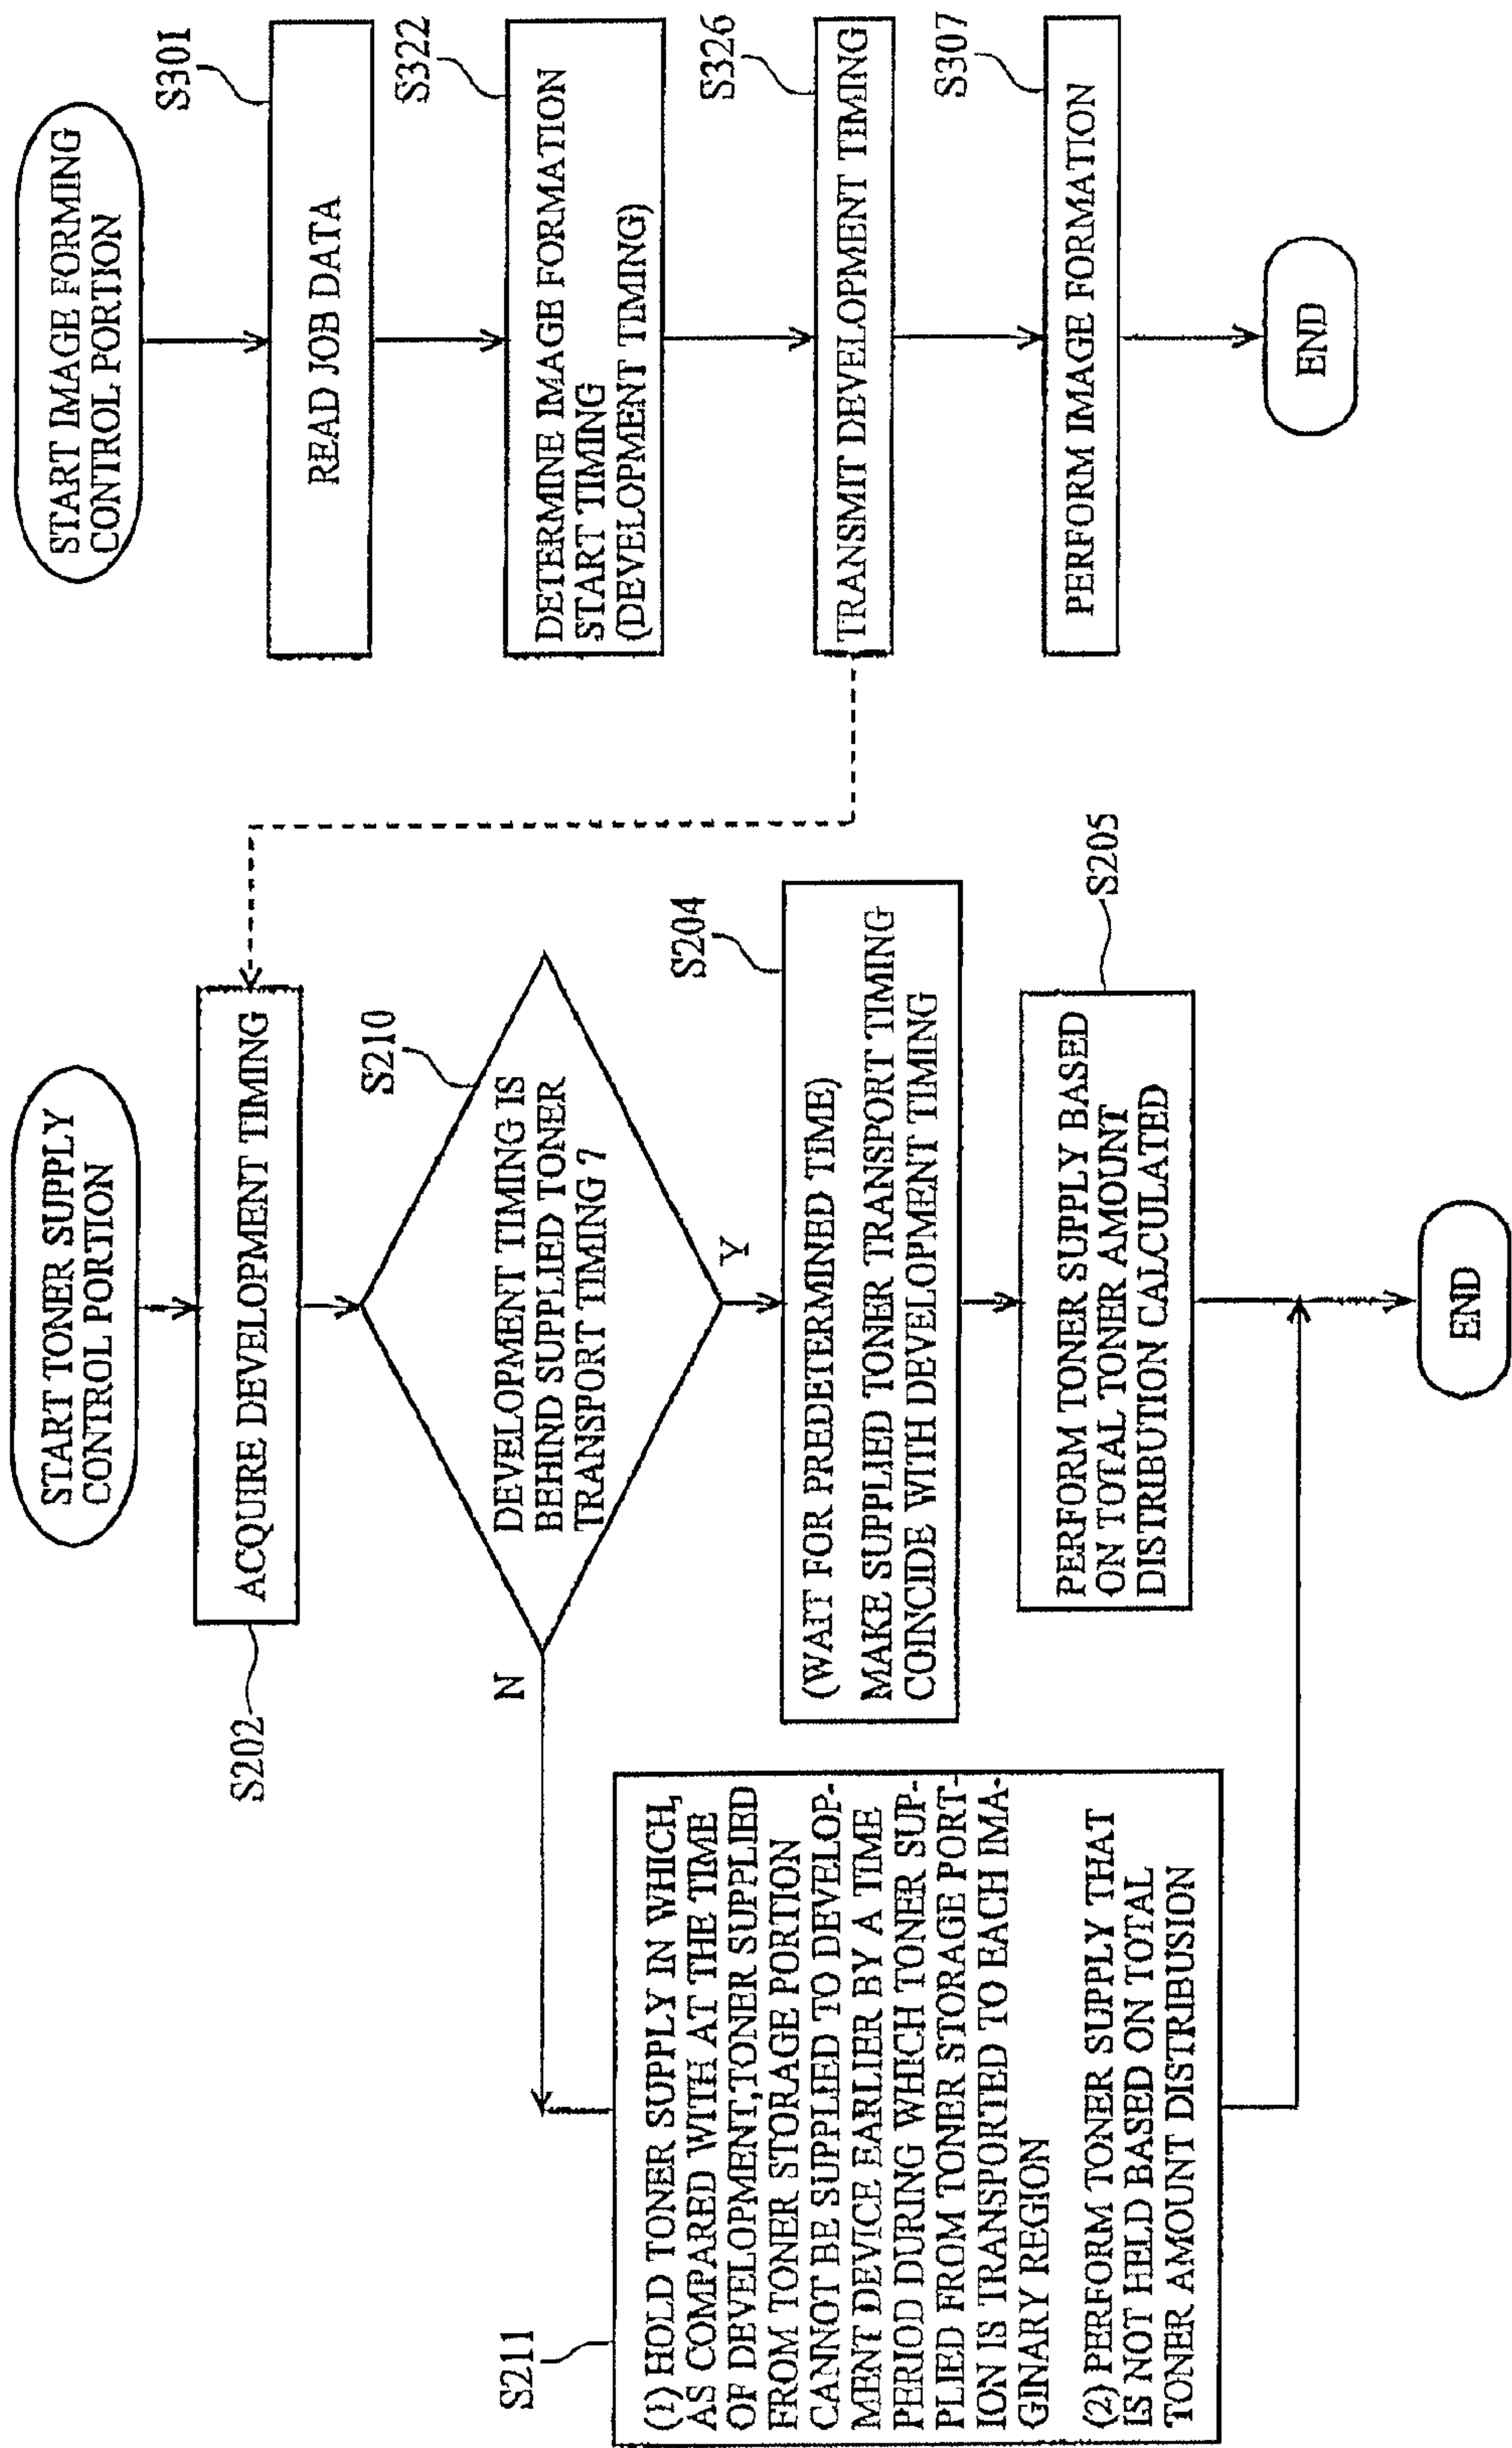 START TONER SUPPLY
CONTROL PORTION
S202
ACQUIRE DEVELOPMENT TIMING
S210
DEVELOPMENT TIMING IS
BEHIND SUPPLIED TONER
TRANSPORT TIMING ?
N
Y
S204
(WAIT FOR PREDETERMINED TIME)
MAKE SUPPLIED TONER TRANSPORT TIMING
COINCIDE WITH DEVELOPMENT TIMING
S205
PERFORM TONER SUPPLY BASED
ON TOTAL TONER AMOUNT
DISTRIBUTION CALCULATED
S211
(1) HOLD TONER SUPPLY IN WHICH,
AS COMPARED WITH AT THE TIME
OF DEVELOPMENT,TONER SUPPLIED
FROM TONER STORAGE PORTION
CANNOT BE SUPPLIED TO DEVELOP-
MENT DEVICE EARLIER BY A TIME
PERIOD DURING WHICH TONER SUP-
PLIED FROM TONER STORAGE PORT-
ION IS TRANSPORTED TO EACH IMA-
GINARY REGION
(2) PERFORM TONER SUPPLY THAT
IS NOT HELD BASED ON TOTAL
TONER AMOUNT DISTRIBUSION
END
START IMAGE FORMING
CONTROL PORTION
S301
READ JOB DATA
S322
DETERMINE IMAGE FORMATION
START TIMING
(DEVELOPMENT TIMING)
S326
TRANSMIT DEVELOPMENT TIMING
S307
PERFORM IMAGE FORMATION
END